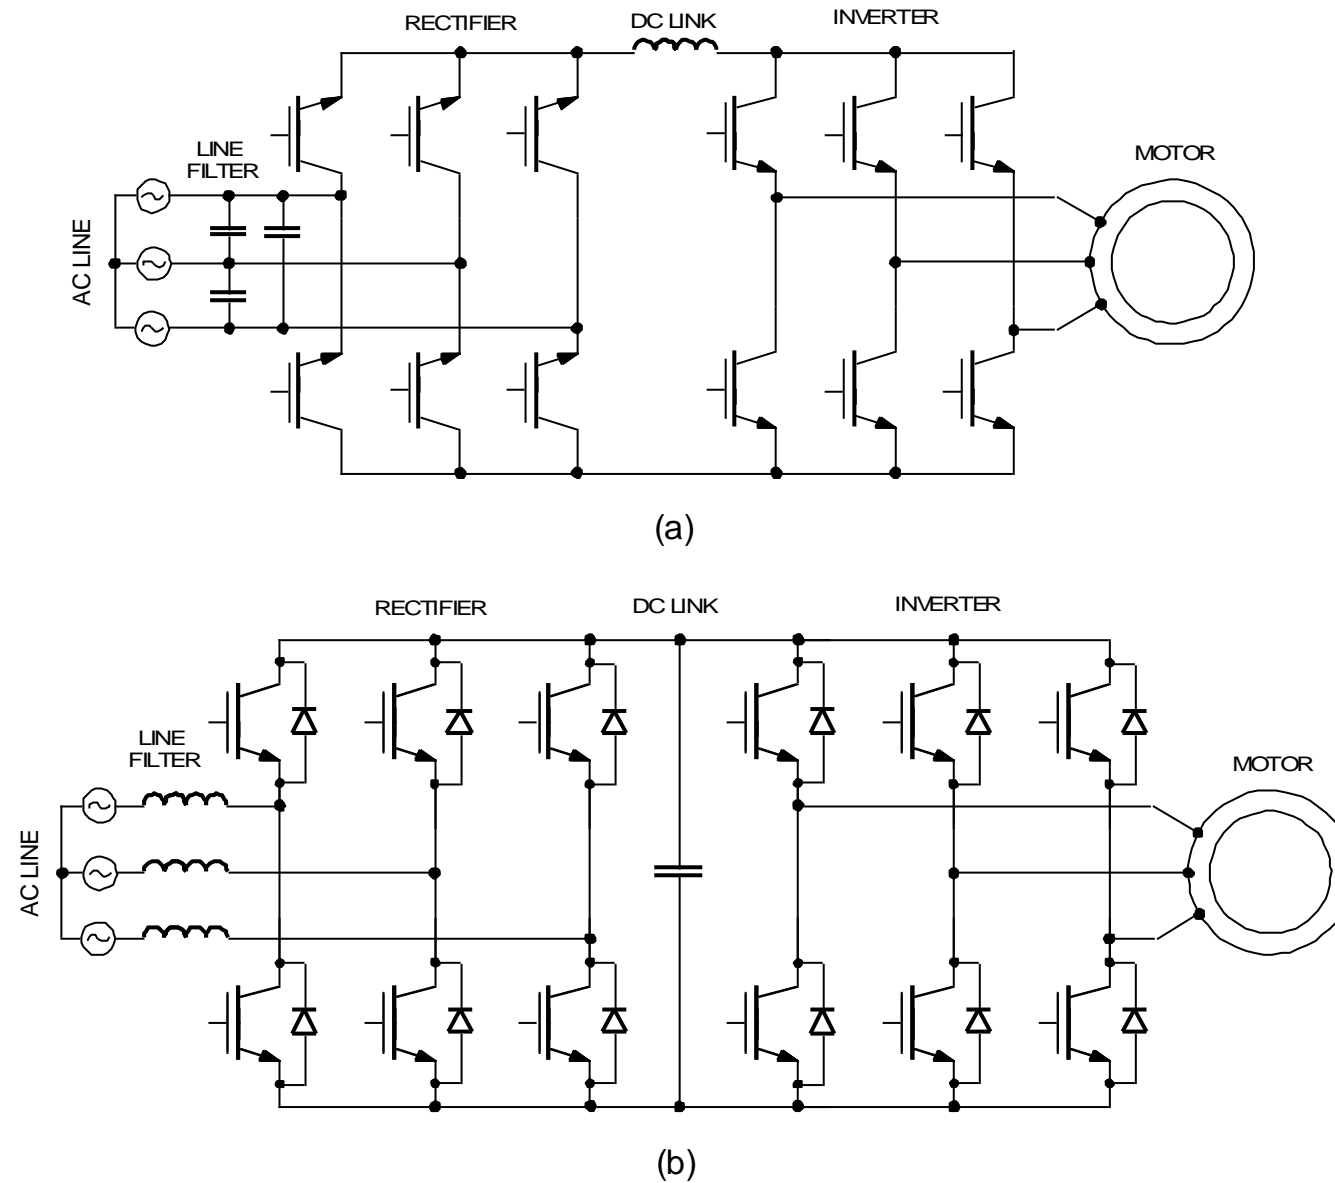 RECTIFIER
DC LINK
INVERTER
LINE
FILTER
MOTOR
AC LINE
(a)
RECTIFIER
DC LINK
INVERTER
LINE
FILTER
MOTOR
AC LINE
(b)